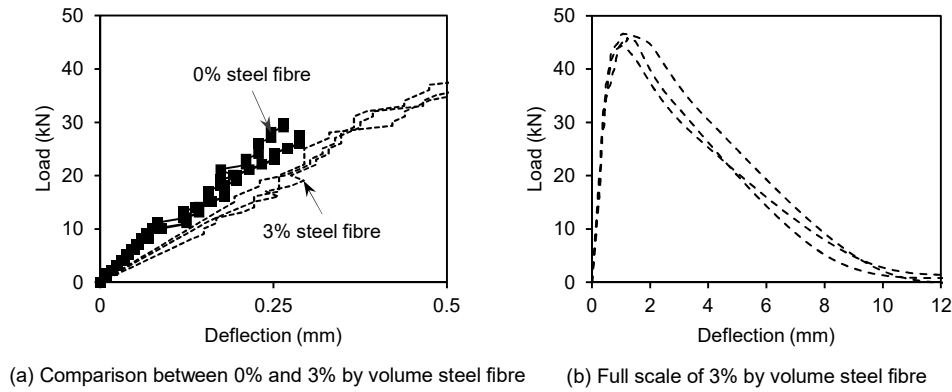 50
40
30
20
10
0
Load (kN)
0% steel fibre
3% steel fibre
0
0.25
0.5
Deflection (mm)
(a) Comparison between 0% and 3% by volume steel fibre
50
40
30
20
10
0
Load (kN)
0
2
4
6
8
10
12
Deflection (mm)
(b) Full scale of 3% by volume steel fibre